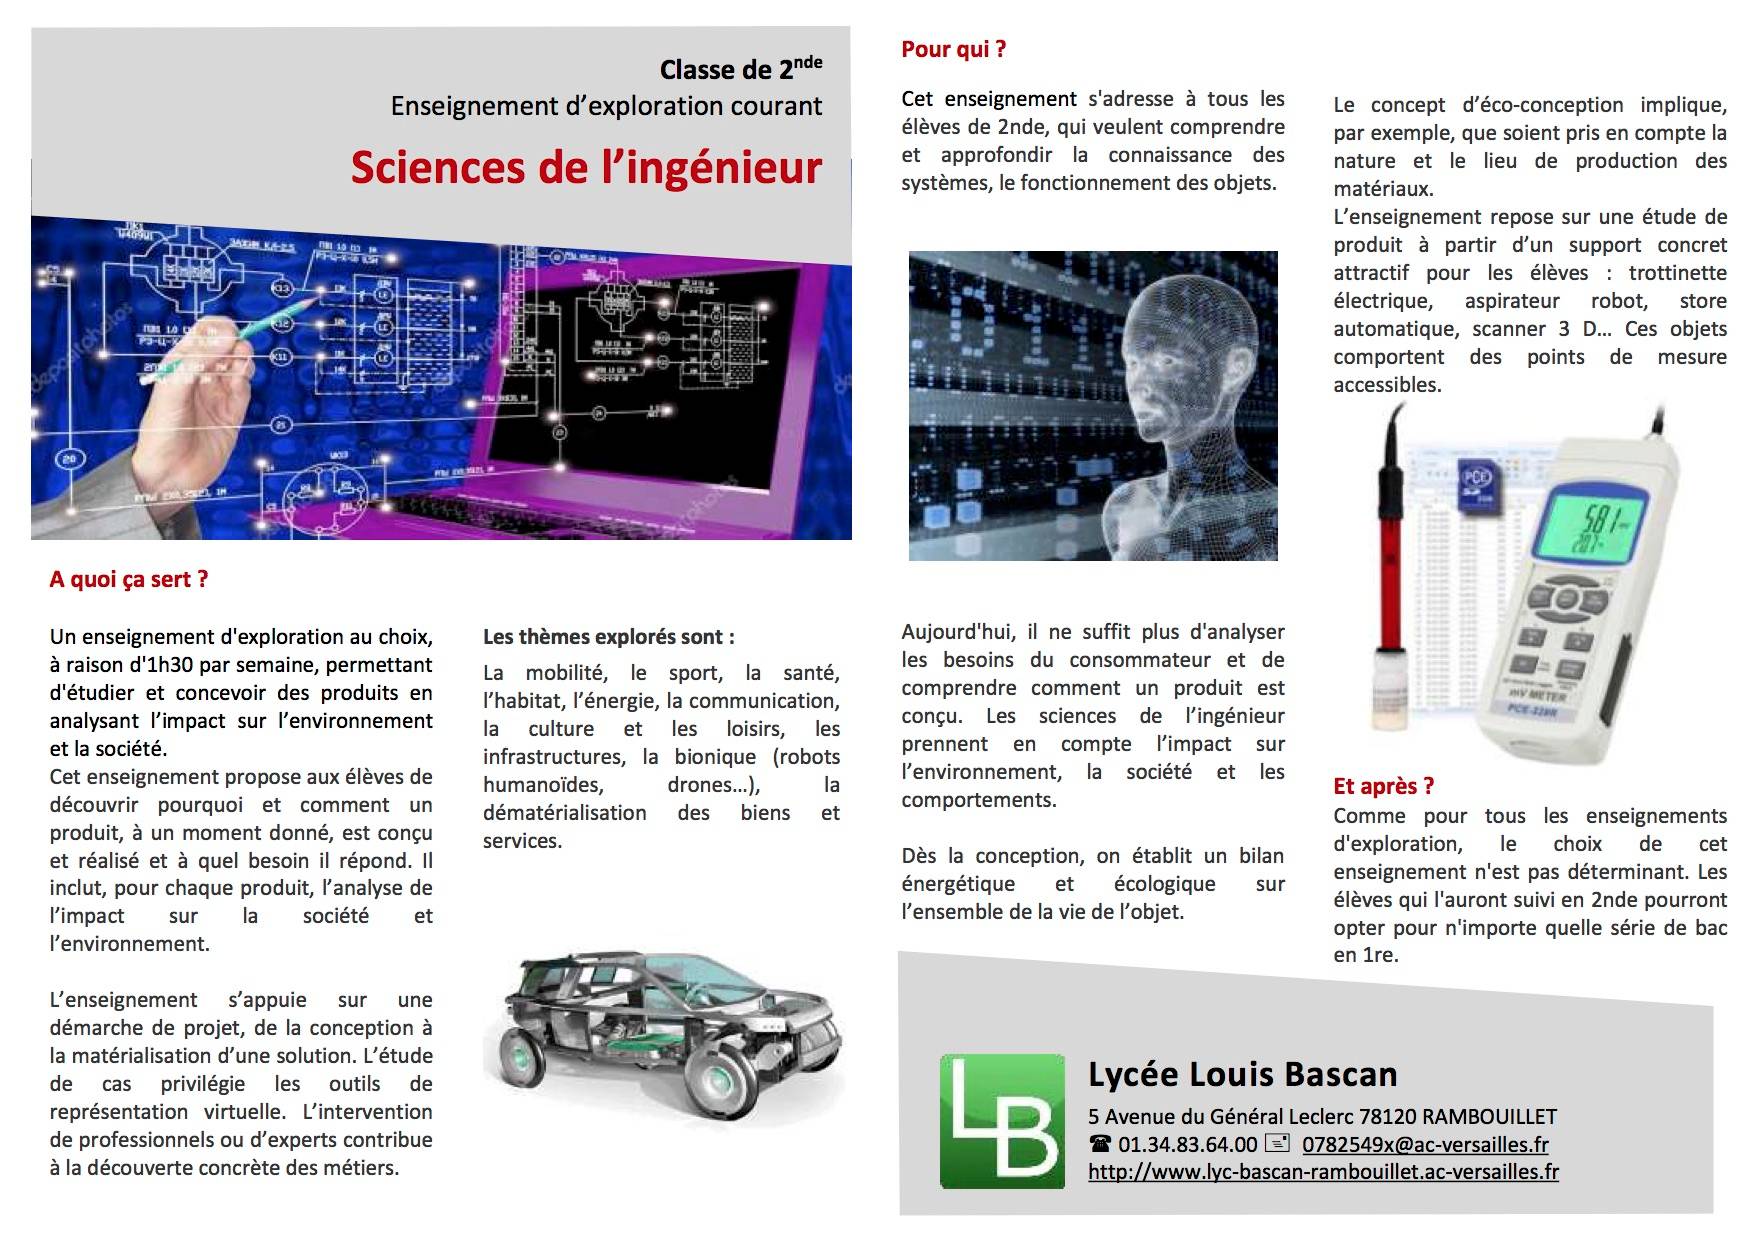 Classe de 2nde
Enseignement d’exploration courant
Sciences de l’ingénieur
A quoi ça sert ?
Un enseignement d'exploration au choix,
à raison d'1h30 par semaine, permettant
d'étudier et concevoir des produits en
analysant l’impact sur l’environnement
et la société.
Cet enseignement propose aux élèves de
découvrir pourquoi et comment un
produit, à un moment donné, est conçu
et réalisé et à quel besoin il répond. Il
inclut, pour chaque produit, l’analyse de
l’impact sur la société et
l’environnement.
L’enseignement s’appuie sur une
démarche de projet, de la conception à
la matérialisation d’une solution. L’étude
de cas privilégie les outils de
représentation virtuelle. L’intervention
de professionnels ou d’experts contribue
à la découverte concrète des métiers.
Les thèmes explorés sont :
La mobilité, le sport, la santé,
l’habitat, l’énergie, la communication,
la culture et les loisirs, les
infrastructures, la bionique (robots
humanoïdes, drones…), la
dématérialisation des biens et
services.
Pour qui ?
Cet enseignement s'adresse à tous les
élèves de 2nde, qui veulent comprendre
et approfondir la connaissance des
systèmes, le fonctionnement des objets.
Aujourd'hui, il ne suffit plus d'analyser
les besoins du consommateur et de
comprendre comment un produit est
conçu. Les sciences de l’ingénieur
prennent en compte l’impact sur
l’environnement, la société et les
comportements.
Dès la conception, on établit un bilan
énergétique et écologique sur
l’ensemble de la vie de l’objet.
Le concept d’éco-conception implique,
par exemple, que soient pris en compte la
nature et le lieu de production des
matériaux.
L’enseignement repose sur une étude de
produit à partir d’un support concret
attractif pour les élèves : trottinette
électrique, aspirateur robot, store
automatique, scanner 3 D… Ces objets
comportent des points de mesure
accessibles.
PCE
581
mV METER
PCE-228R
Et après ?
Comme pour tous les enseignements
d'exploration, le choix de cet
enseignement n'est pas déterminant. Les
élèves qui l'auront suivi en 2nde pourront
opter pour n'importe quelle série de bac
en 1re.
LB
Lycée Louis Bascan
5 Avenue du Général Leclerc 78120 RAMBOUILLET
☎ 01.34.83.64.00 0782549x@ac-versailles.fr
http://www.lyc-bascan-rambouillet.ac-versailles.fr